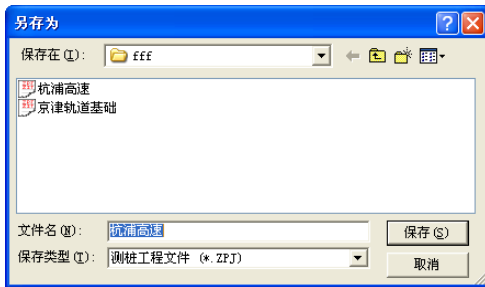 另存为
保存在(I): fff
杭浦高速
京津轨道基础
文件名(N): 杭浦高速 保存(S)
保存类型(T): 测桩工程文件 (*.ZPJ) 取消